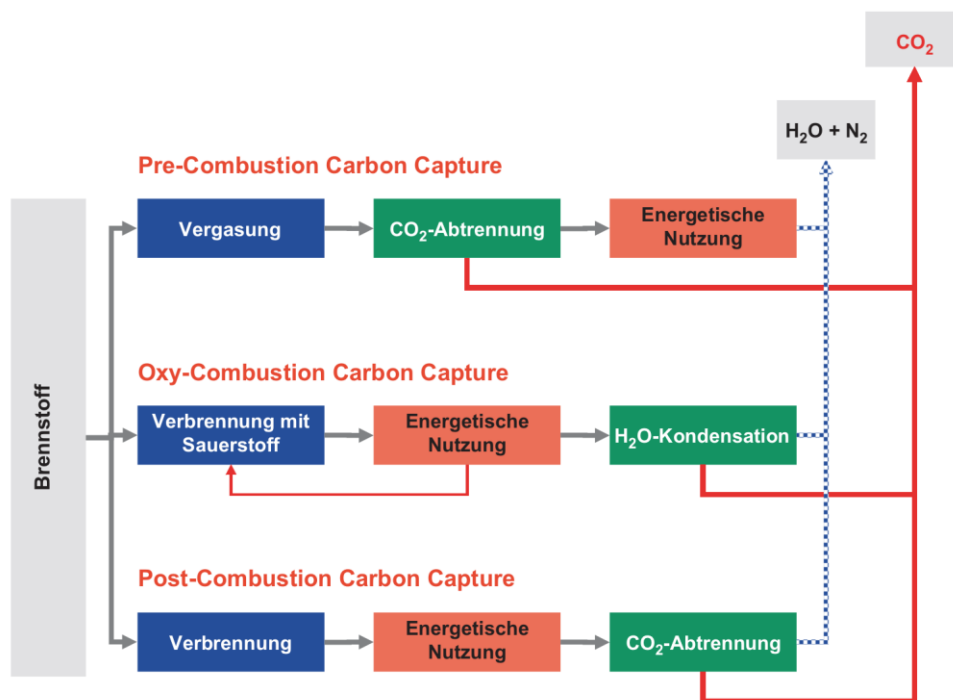 CO₂
H₂O + N₂
Pre-Combustion Carbon Capture
Vergasung
CO₂-Abtrennung
Energetische
Nutzung
Brennstoff
Oxy-Combustion Carbon Capture
Verbrennung mit
Sauerstoff
Energetische
Nutzung
H₂O-Kondensation
Post-Combustion Carbon Capture
Verbrennung
Energetische
Nutzung
CO₂-Abtrennung